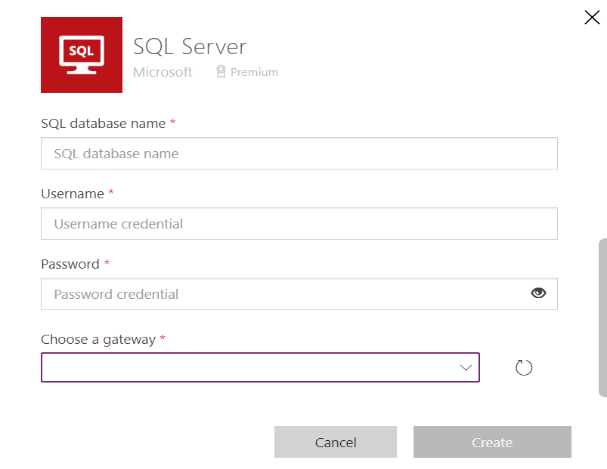 SQL
SQL Server
Microsoft Premium
SQL database name *
SQL database name
Username *
Username credential
Password *
Password credential
Choose a gateway *
Cancel Create